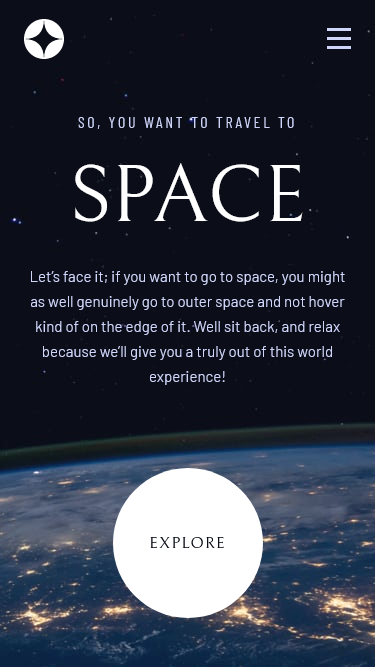 SO, YOU WANT TO TRAVEL TO
SPACE
Let’s face it; if you want to go to space, you might
as well genuinely go to outer space and not hover
kind of on the edge of it. Well sit back, and relax
because we’ll give you a truly out of this world
experience!
EXPLORE